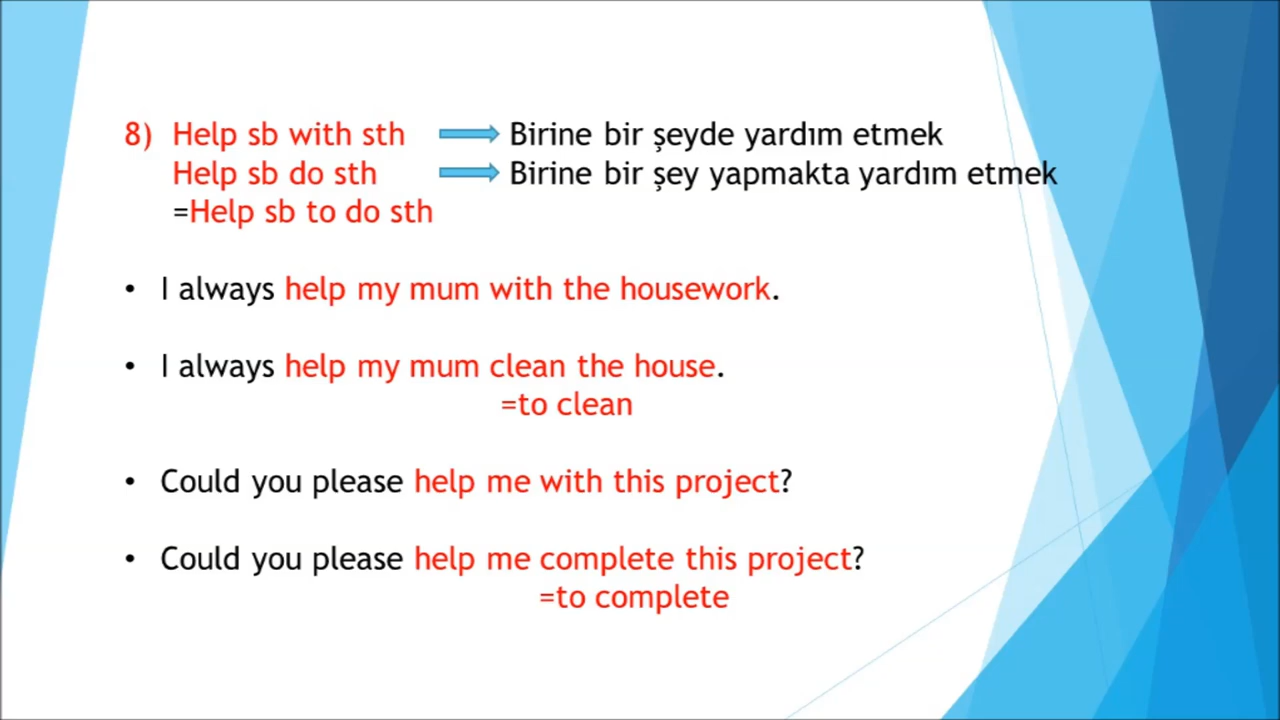 8) Help sb with sth Birine bir şeyde yardım etmek
Help sb do sth Birine bir şey yapmakta yardım etmek
=Help sb to do sth
• I always help my mum with the housework.
• I always help my mum clean the house.
=to clean
• Could you please help me with this project?
• Could you please help me complete this project?
=to complete